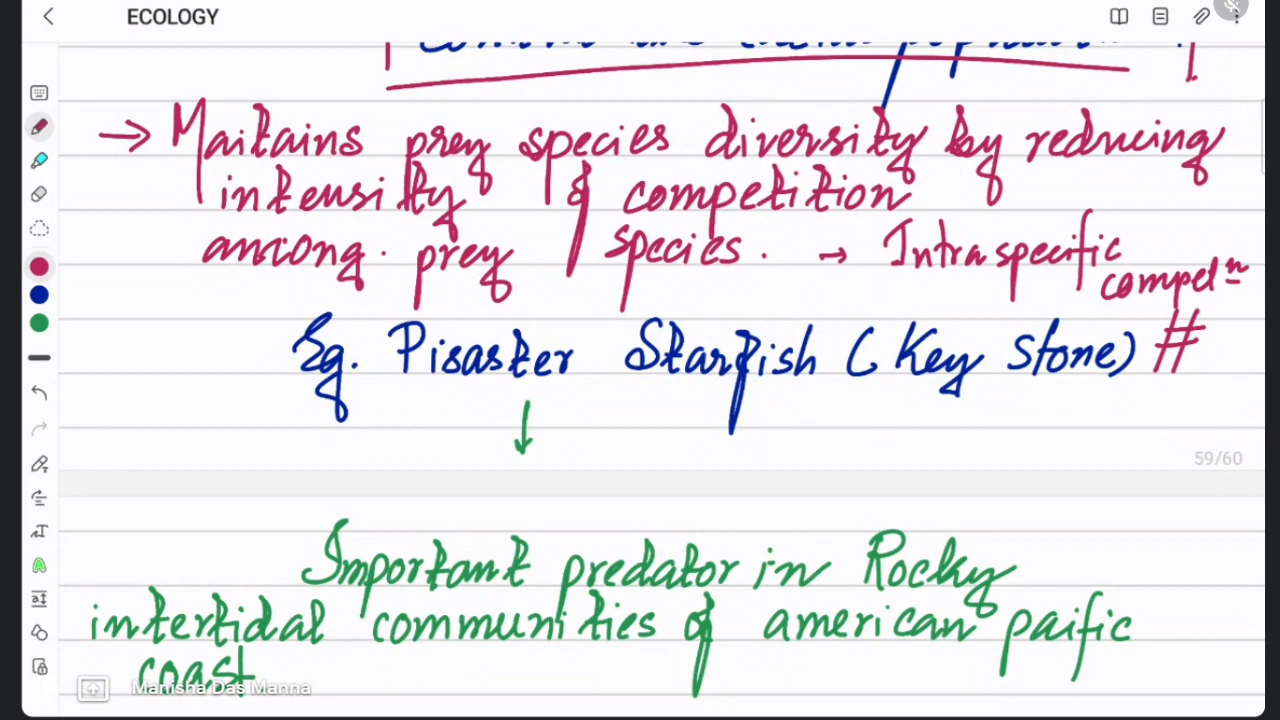 ECOLOGY
→ Maitains prey species diversity by reducing
intensity of competition
among prey species. → Intraspecific
compelⁿ
Eg. Pisaster Starfish (Key Stone) #
↓
59/60
Important predator in Rocky
intertidal communities of american paific
coast
Manisha Das Manna